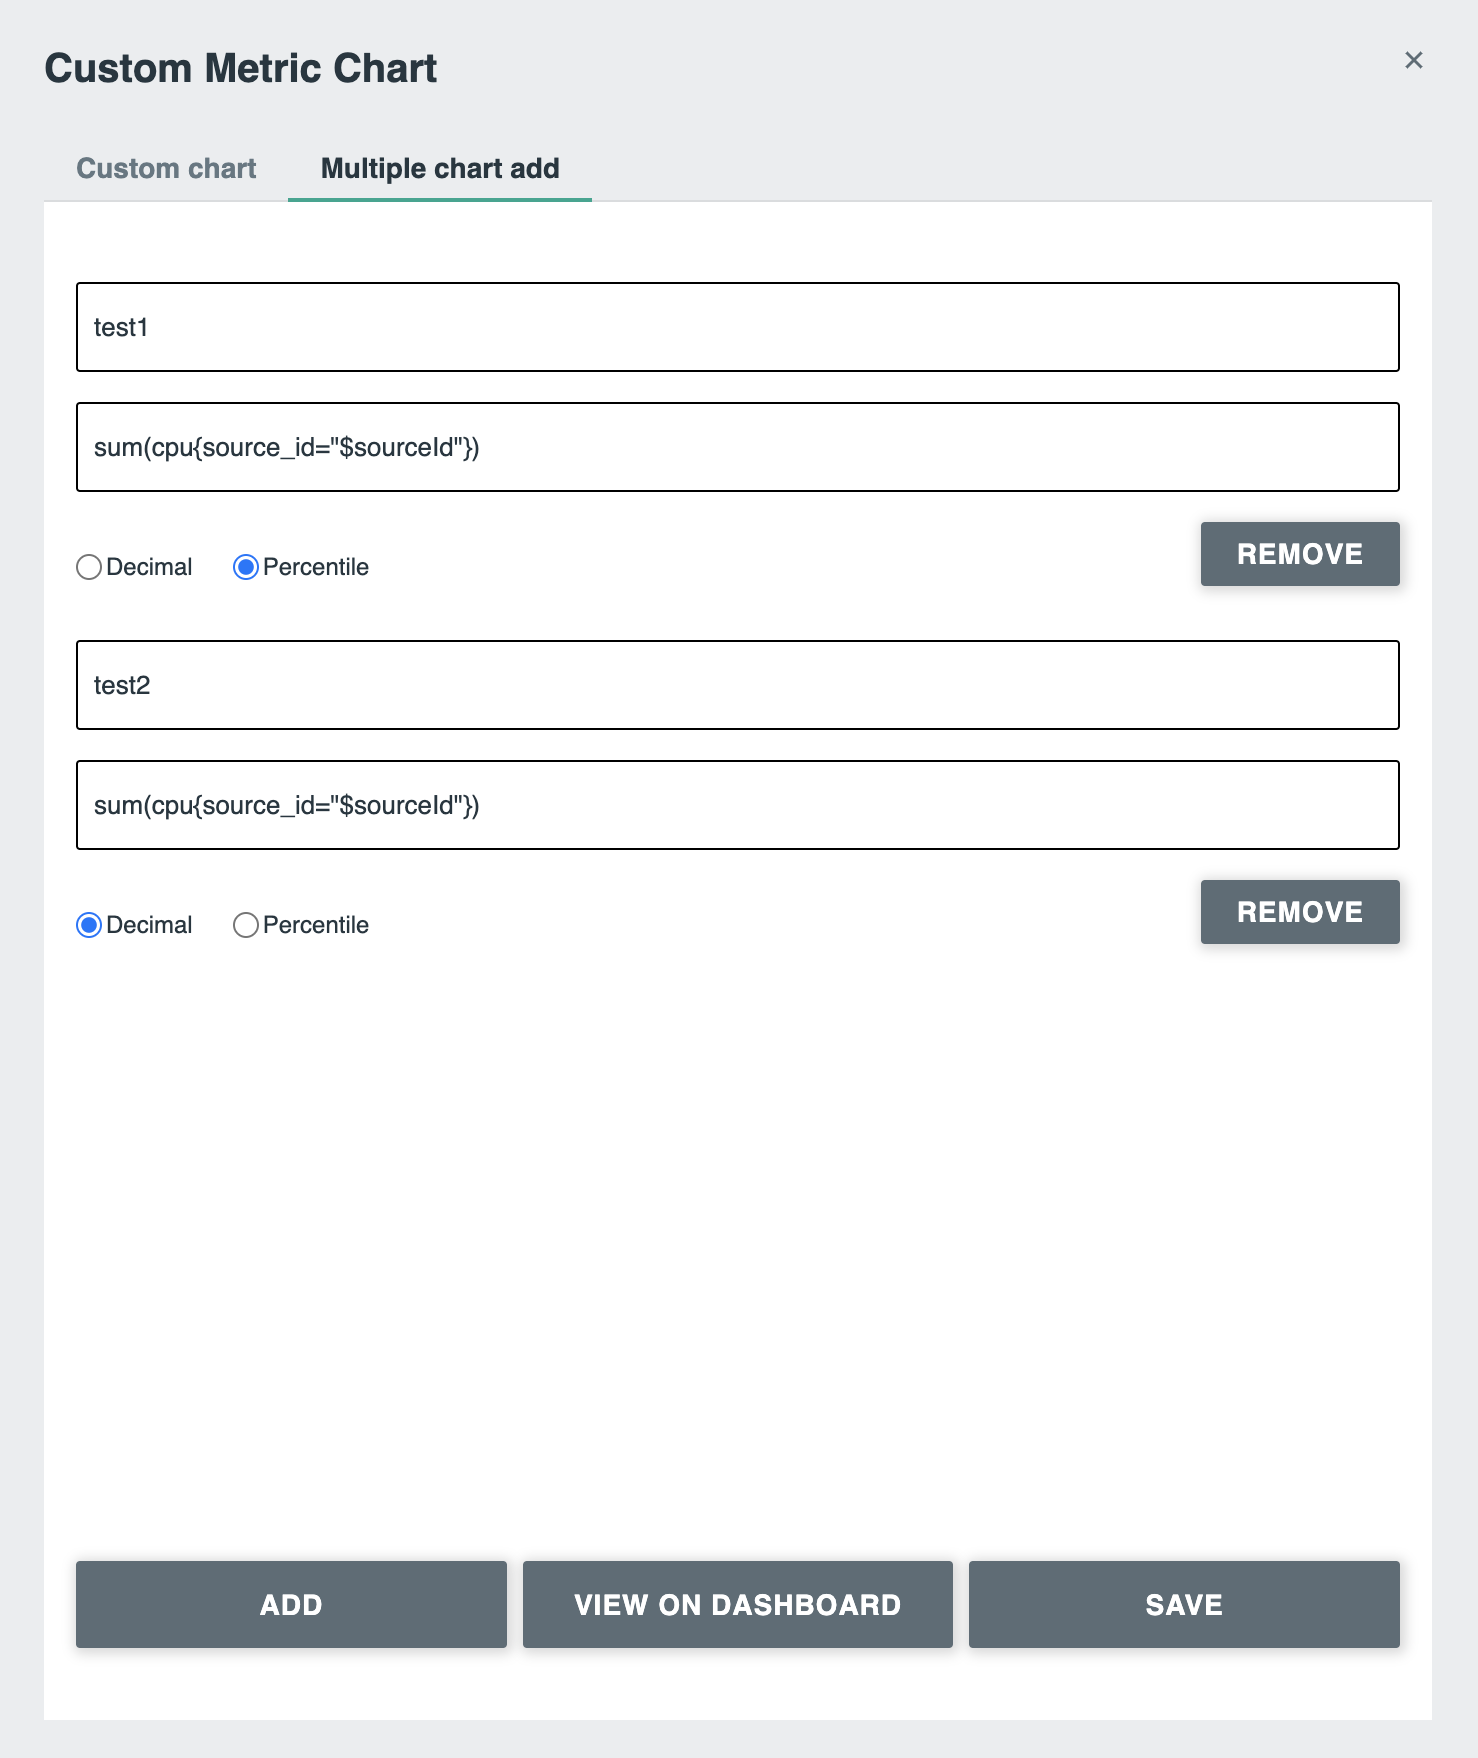 Custom Metric Chart
Custom chart Multiple chart add
test1
sum(cpu{source_id="$sourceId"})
Decimal Percentile REMOVE
test2
sum(cpu{source_id="$sourceId"})
Decimal Percentile REMOVE
ADD VIEW ON DASHBOARD SAVE